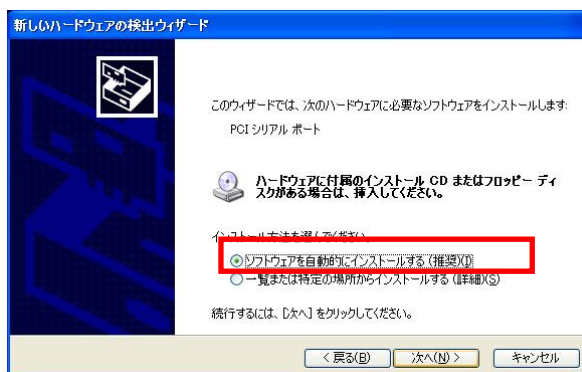 新しいハードウェアの検出ウィザード
このウィザードでは、次のハードウェアに必要なソフトウェアをインストールします:
PCI シリアル ポート
ハードウェアに付属のインストール CD またはフロッピー ディ
スクがある場合は、挿入してください。
インストール方法を選んでください。
ソフトウェアを自動的にインストールする (推奨)(I)
一覧または特定の場所からインストールする (詳細)(S)
続行するには、[次へ] をクリックしてください。
< 戻る(B)
次へ(N) >
キャンセル